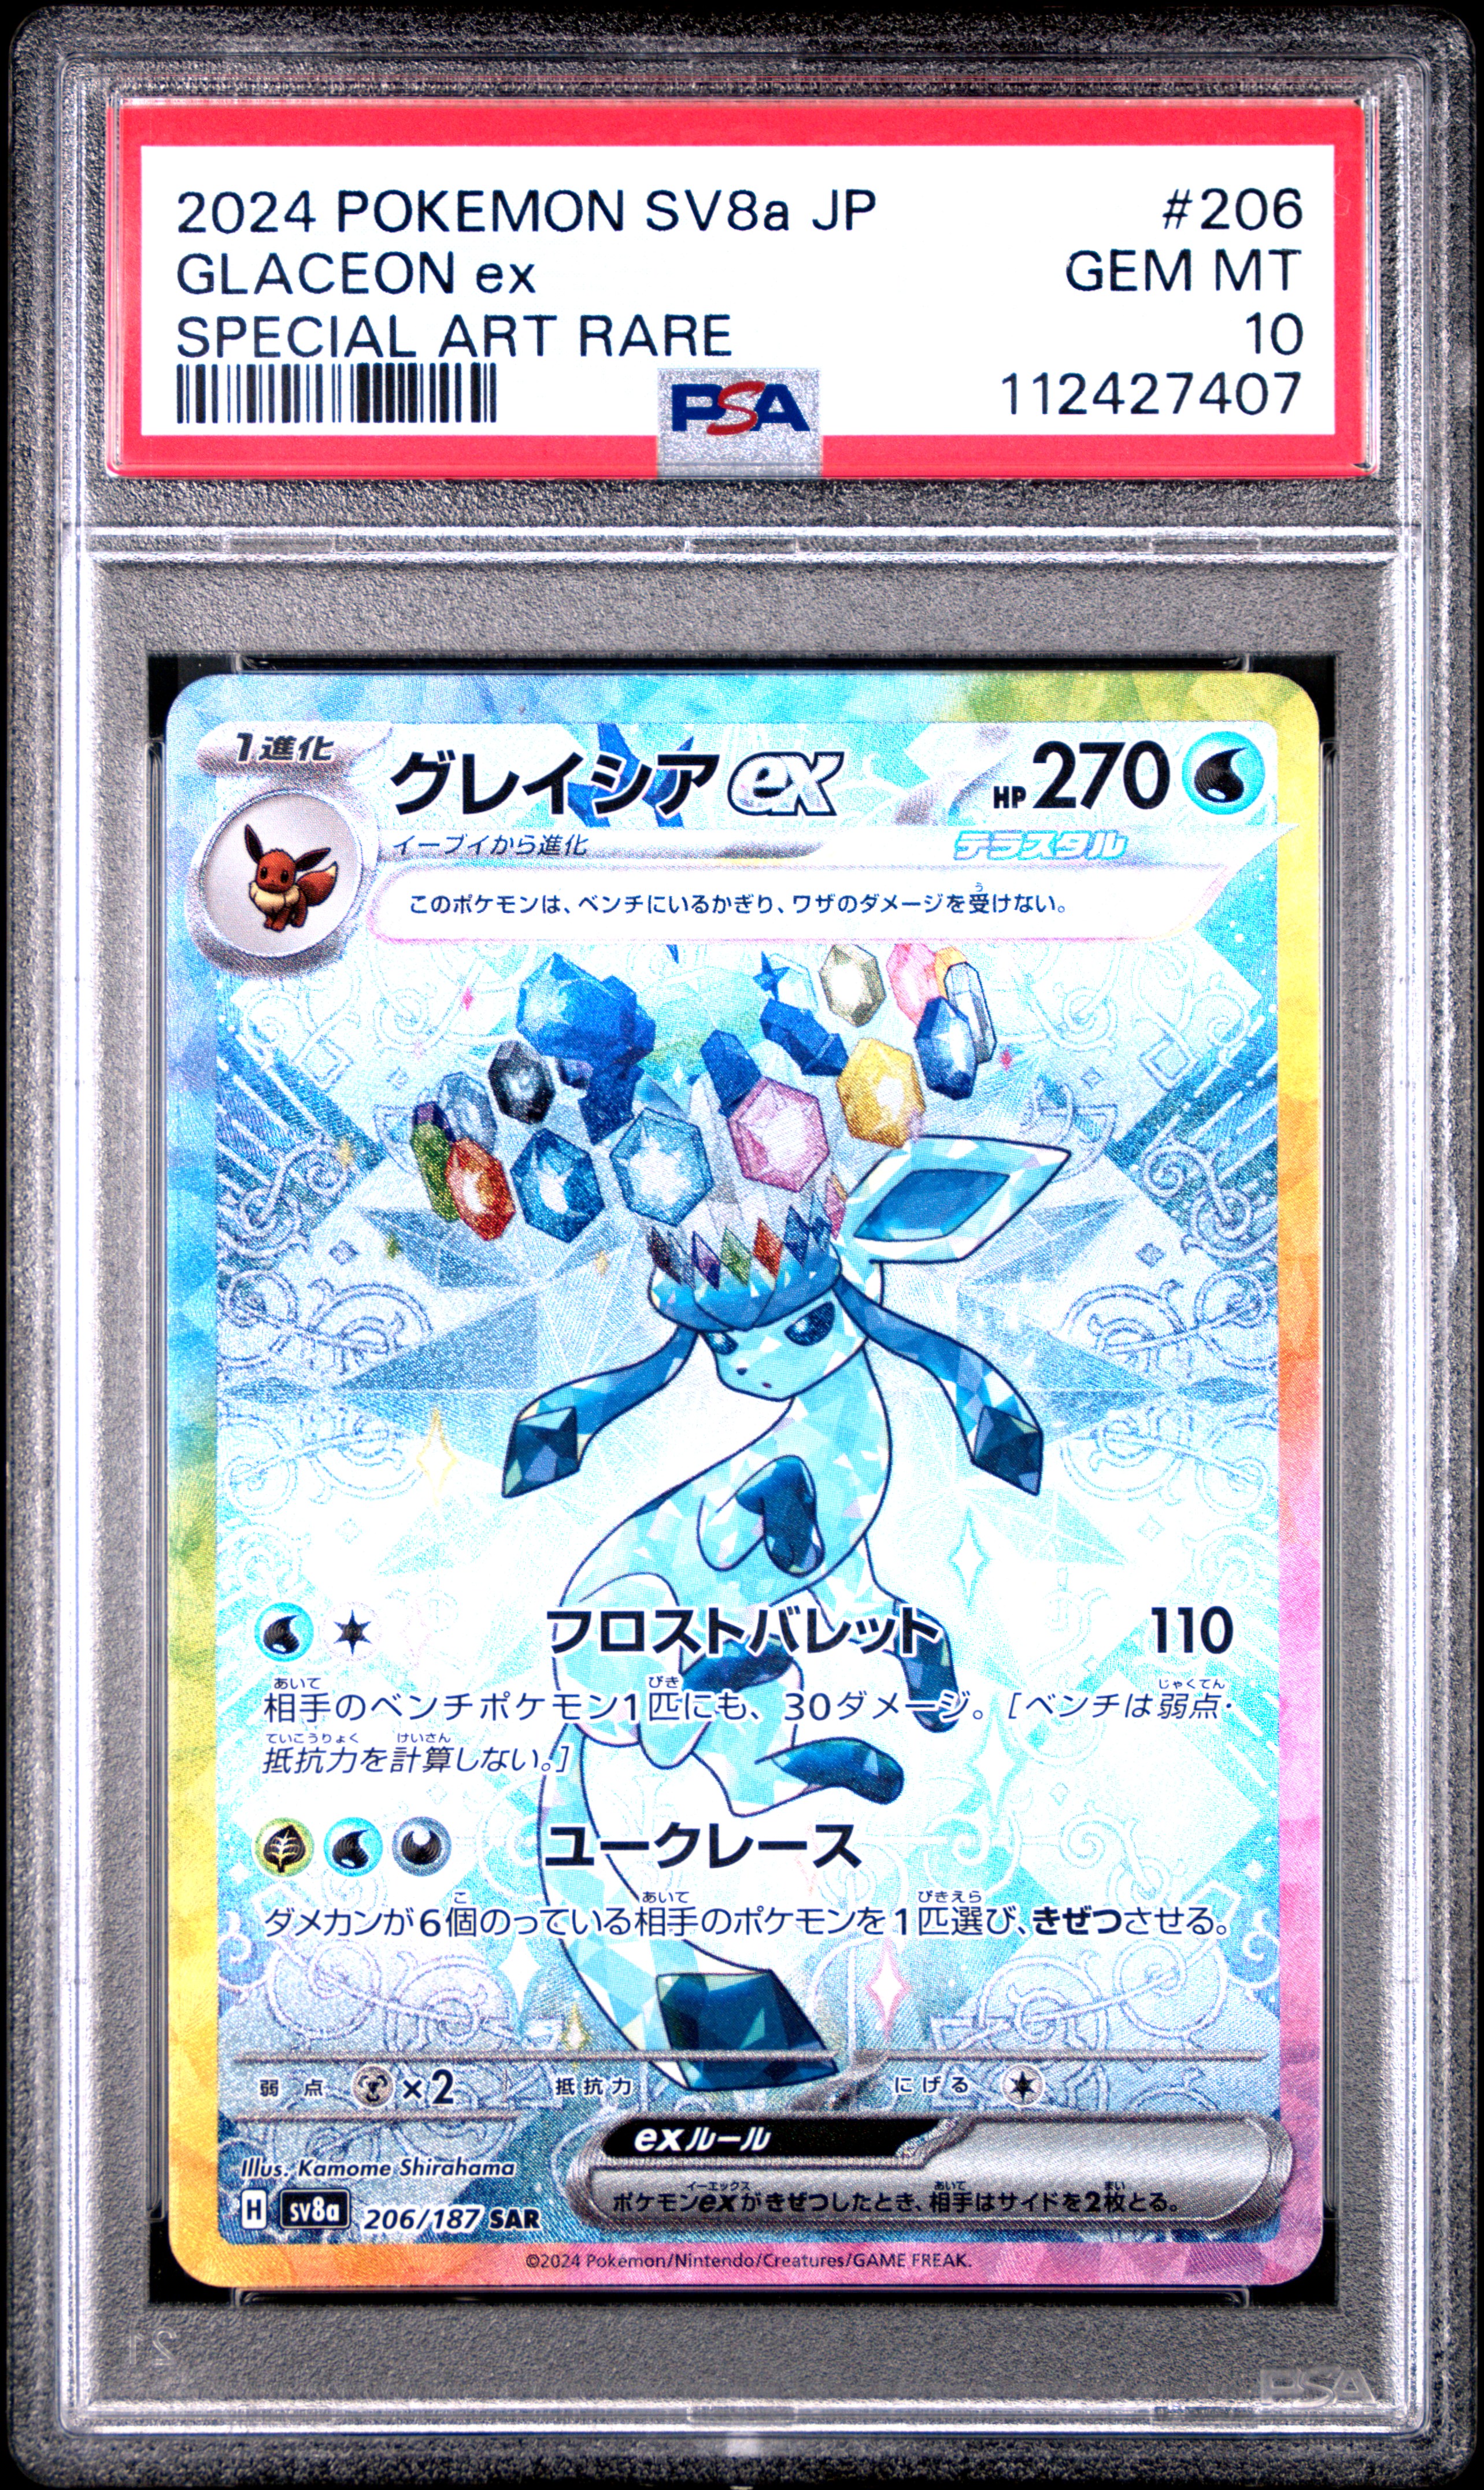 2024 POKEMON SV8a JP #206
GLACEON ex GEM MT
SPECIAL ART RARE 10
PSA 112427407
1進化
グレイシアex HP270
イーブイから進化 テラスタル
このポケモンは、ベンチにいるかぎり、ワザのダメージを受けない。
フロストバレット 110
相手のベンチポケモン1匹にも、30ダメージ。[ベンチは弱点・
抵抗力を計算しない。]
ユークレース
ダメカンが6個のっている相手のポケモンを1匹選び、きぜつさせる。
弱点 ×2 抵抗力 にげる
exルール
ポケモンexがきぜつしたとき、相手はサイドを2枚とる。
Illus. Kamome Shirahama
H sv8a 206/187 SAR
©2024 Pokémon/Nintendo/Creatures/GAME FREAK.
PSA